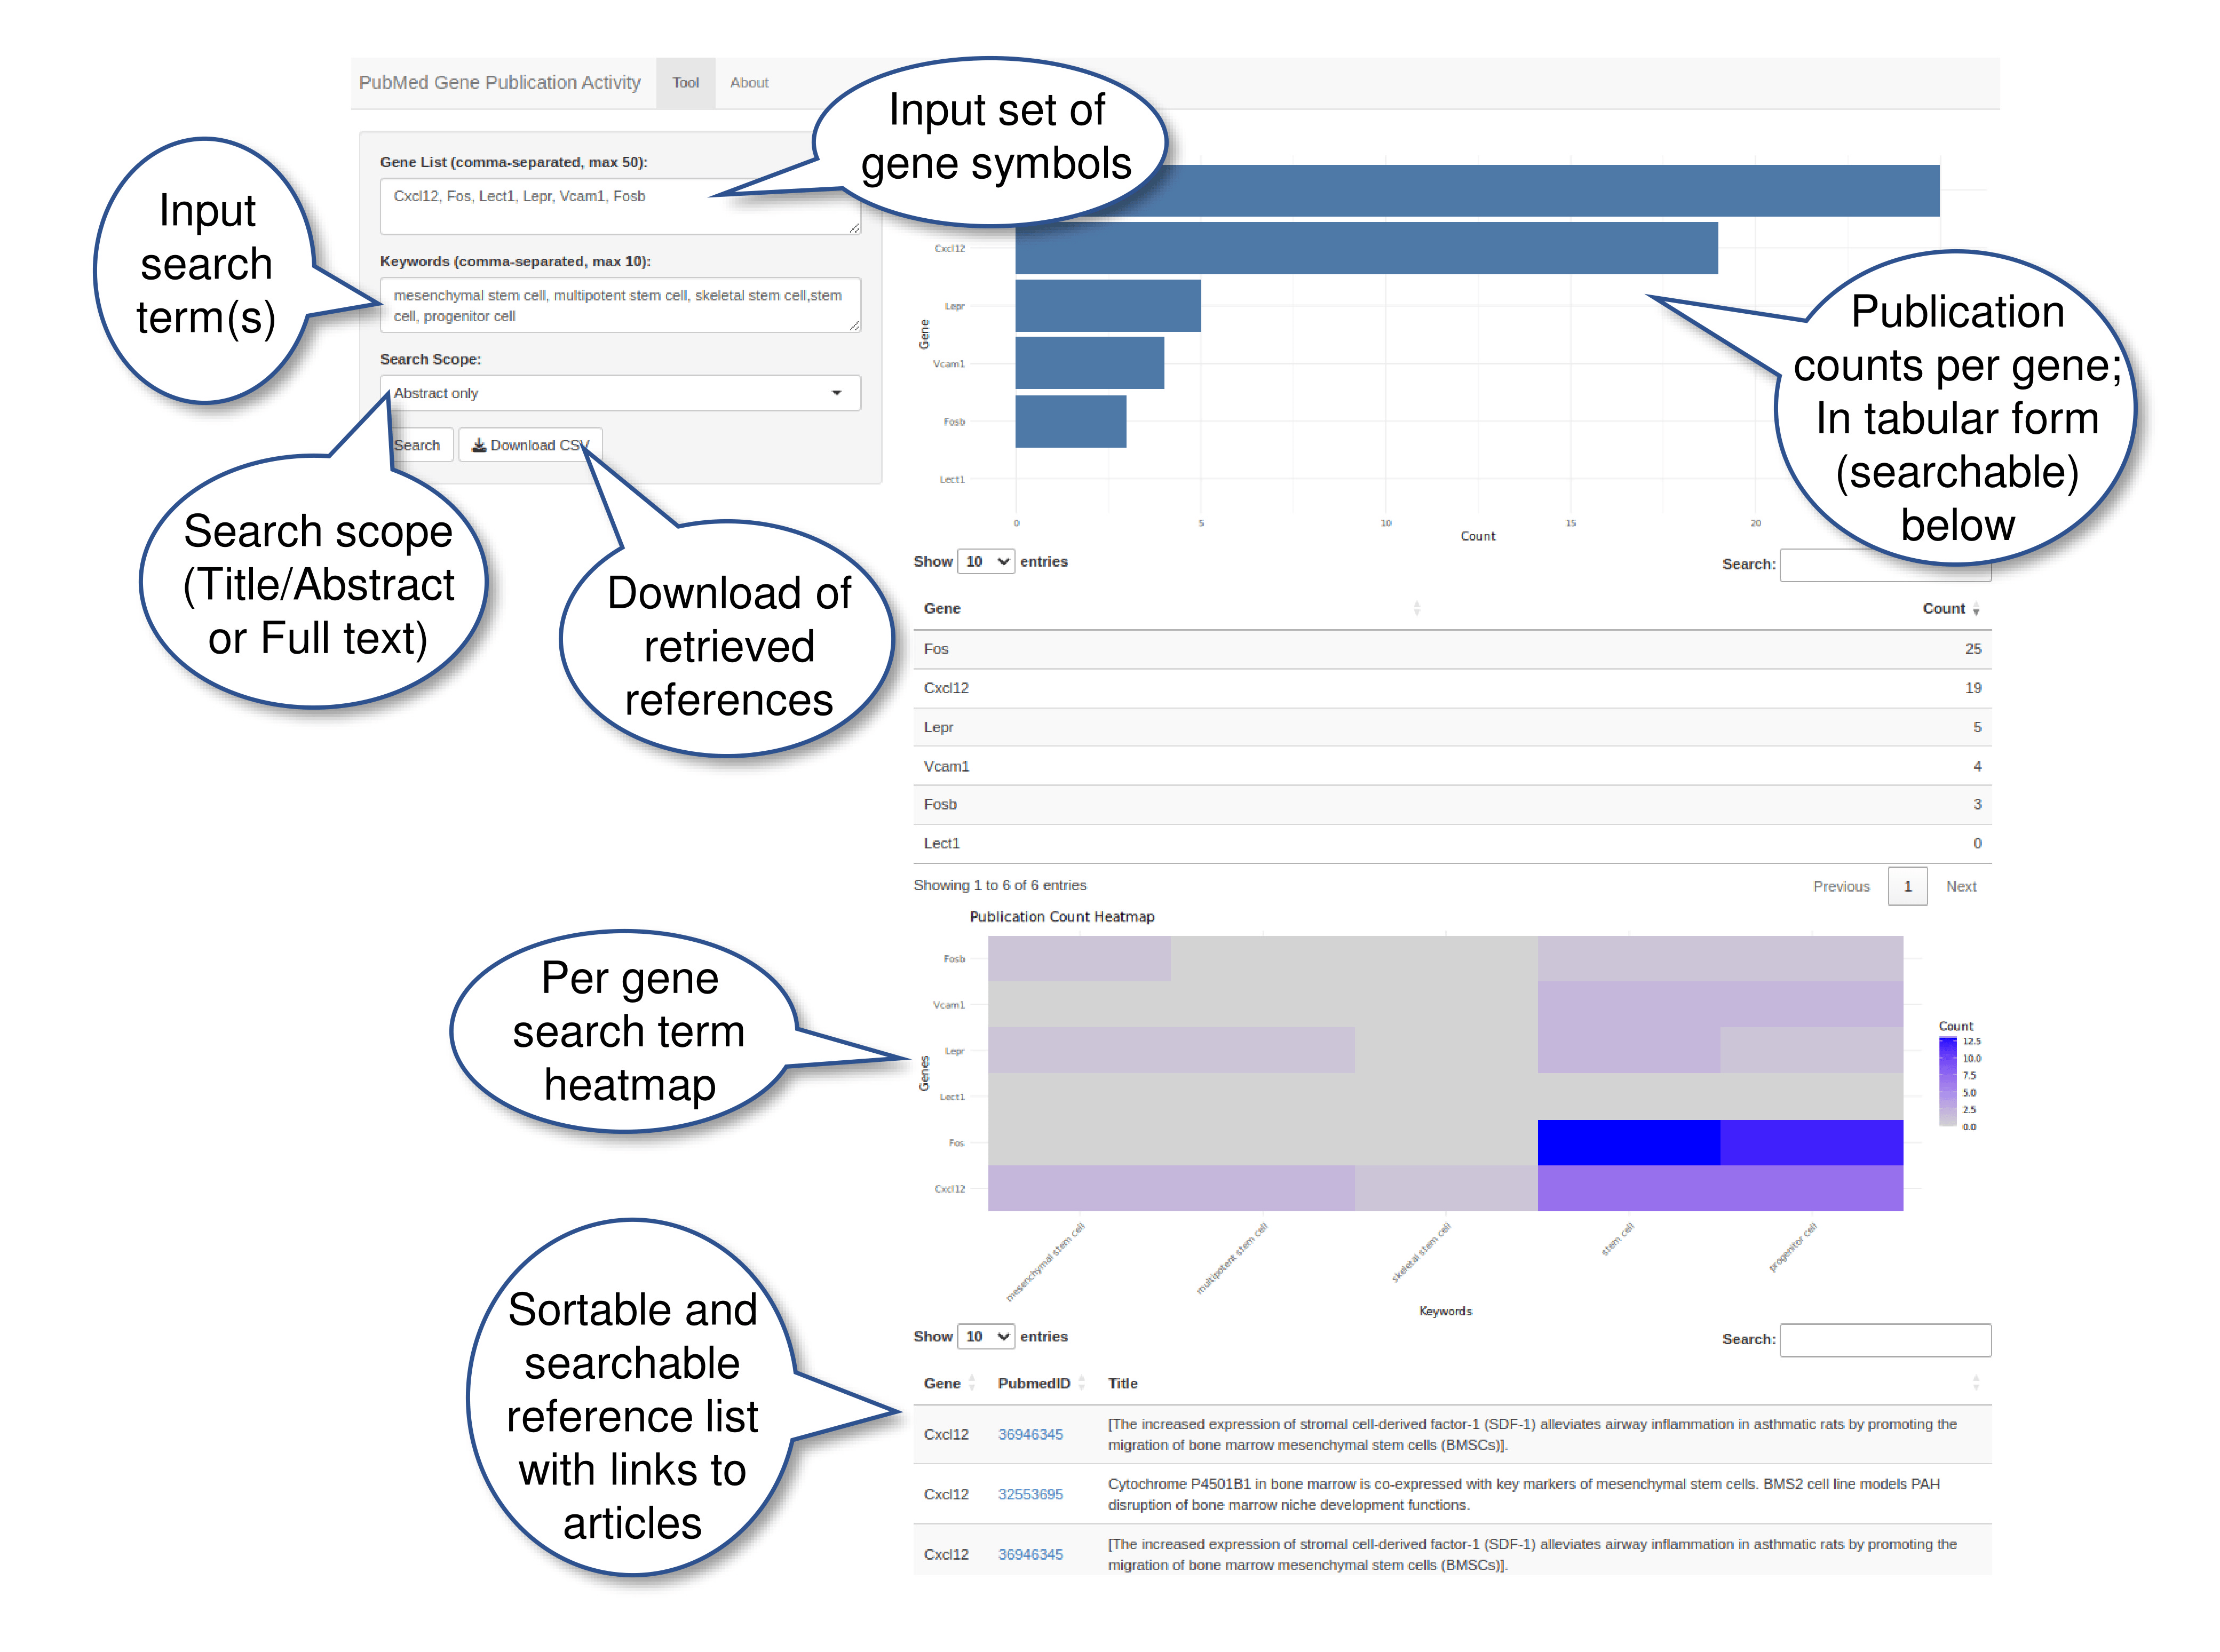 PubMed Gene Publication Activity Tool About
Input set of
gene symbols
Gene List (comma-separated, max 50):
Cxcl12, Fos, Lect1, Lepr, Vcam1, Fosb
Input
search
term(s)
Keywords (comma-separated, max 10):
mesenchymal stem cell, multipotent stem cell, skeletal stem cell,stem
cell, progenitor cell
Search Scope:
Abstract only
Search Download CSV
Search scope
(Title/Abstract
or Full text)
Download of
retrieved
references
Cxcl12
Lepr
Vcam1
Fosb
Lect1
Gene
0 5 10 15 20
Count
Publication
counts per gene;
In tabular form
(searchable)
below
Show 10 entries
Search:
Gene Count
Fos 25
Cxcl12 19
Lepr 5
Vcam1 4
Fosb 3
Lect1 0
Showing 1 to 6 of 6 entries
Previous 1 Next
Publication Count Heatmap
Per gene
search term
heatmap
Fosb
Vcam1
Lepr
Lect1
Fos
Cxcl12
Genes
Count
12.5
10.0
7.5
5.0
2.5
0.0
mesenchymal stem cell
multipotent stem cell
skeletal stem cell
stem cell
progenitor cell
Keywords
Sortable and
searchable
reference list
with links to
articles
Show 10 entries
Search:
Gene PubmedID Title
Cxcl12 36946345 [The increased expression of stromal cell-derived factor-1 (SDF-1) alleviates airway inflammation in asthmatic rats by promoting the
migration of bone marrow mesenchymal stem cells (BMSCs)].
Cxcl12 32553695 Cytochrome P4501B1 in bone marrow is co-expressed with key markers of mesenchymal stem cells. BMS2 cell line models PAH
disruption of bone marrow niche development functions.
Cxcl12 36946345 [The increased expression of stromal cell-derived factor-1 (SDF-1) alleviates airway inflammation in asthmatic rats by promoting the
migration of bone marrow mesenchymal stem cells (BMSCs)].